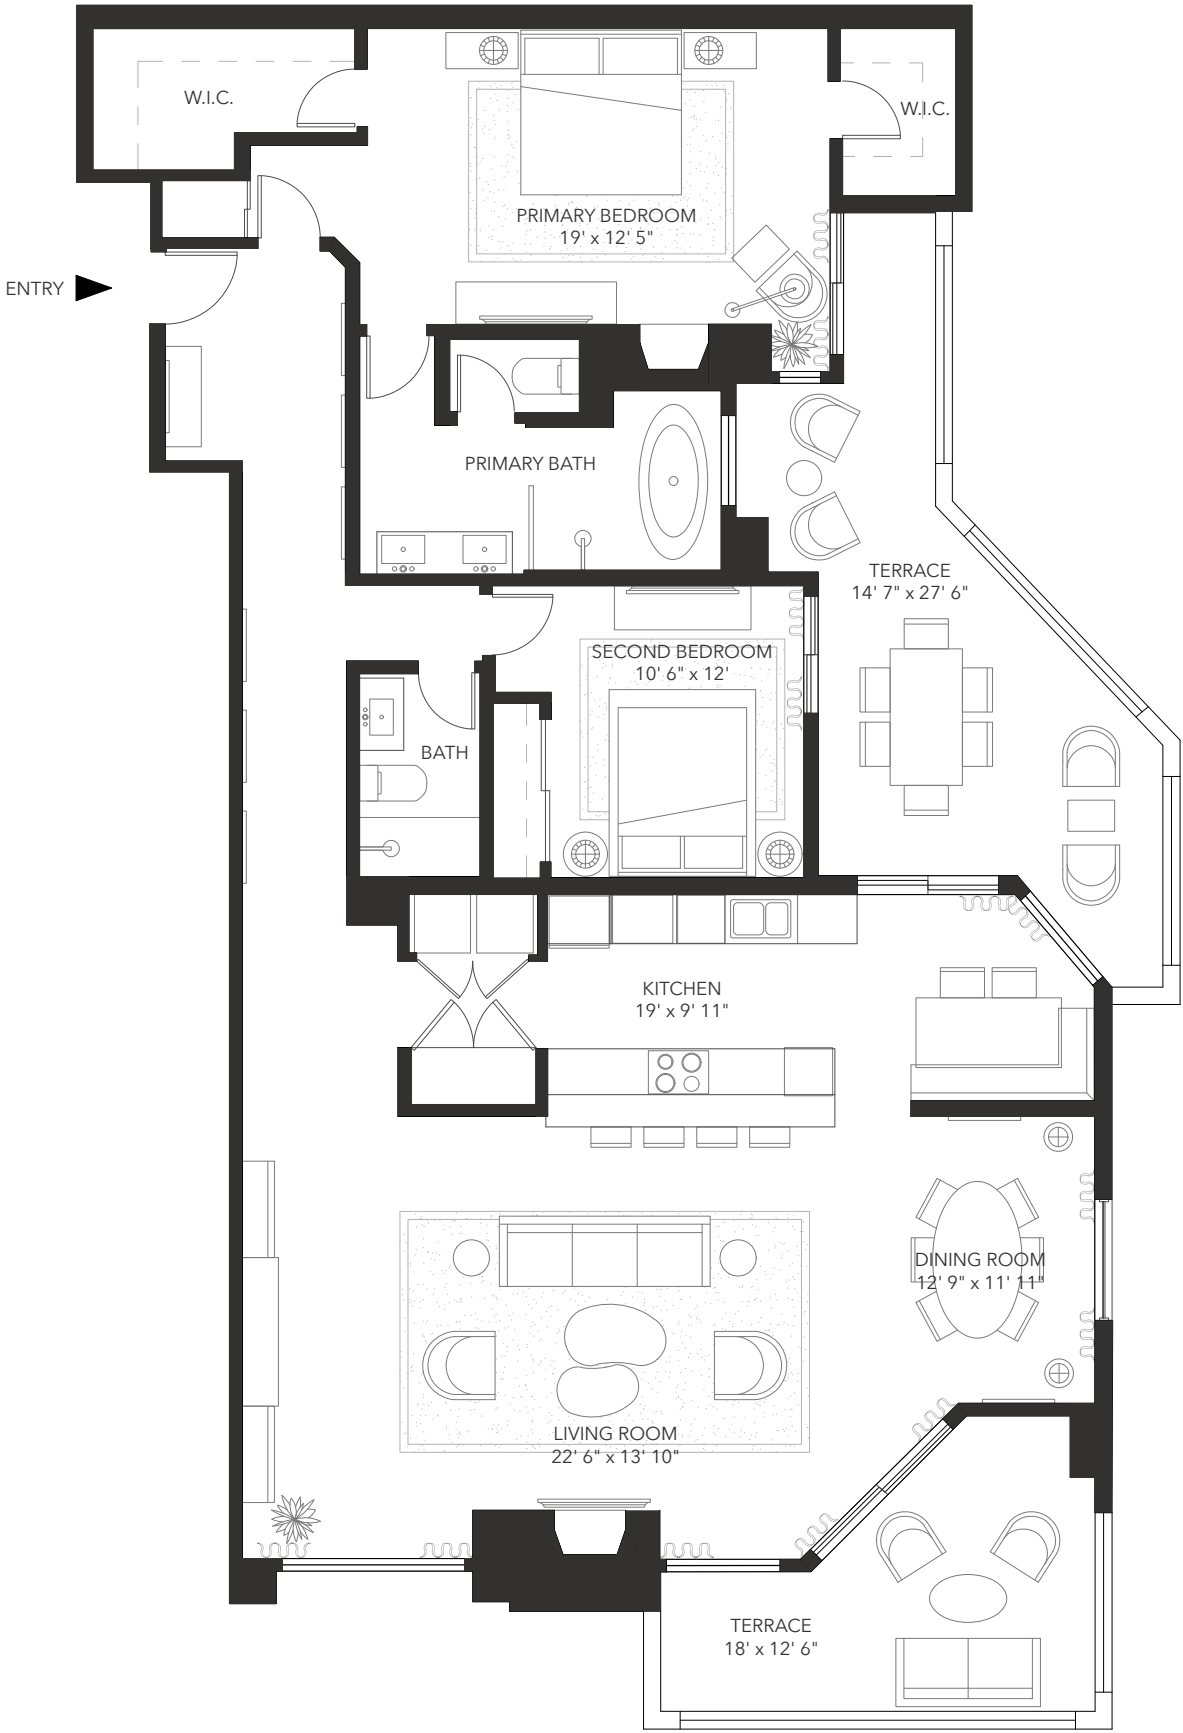 W.I.C.
W.I.C.
PRIMARY BEDROOM
19' x 12' 5"
ENTRY
PRIMARY BATH
TERRACE
14' 7" x 27' 6"
SECOND BEDROOM
10' 6" x 12'
BATH
KITCHEN
19' x 9' 11"
DINING ROOM
12' 9" x 11' 11"
LIVING ROOM
22' 6" x 13' 10"
TERRACE
18' x 12' 6"